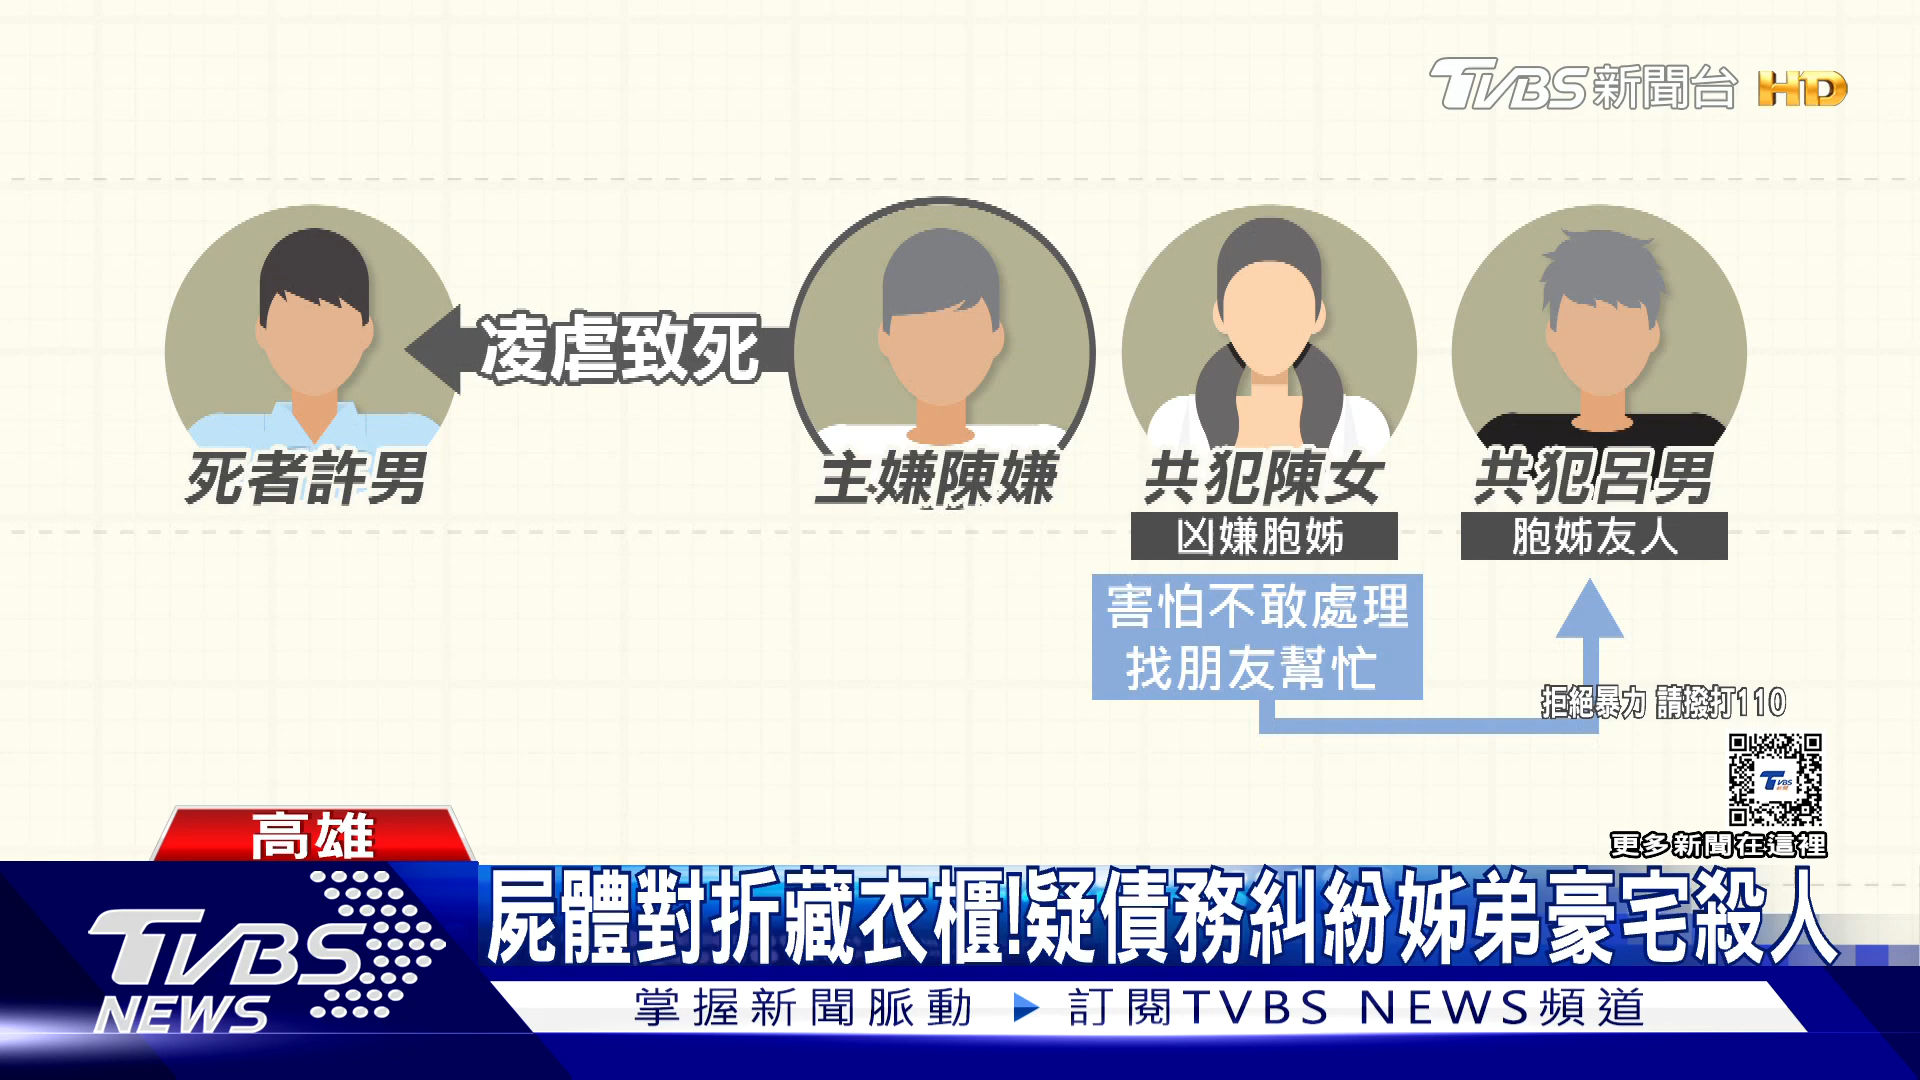 TVBS新聞台 HD
凌虐致死
死者許男
主嫌陳嫌
共犯陳女
共犯呂男
凶嫌胞姊
胞姊友人
害怕不敢處理
找朋友幫忙
拒絕暴力 請撥打110
TVBS
新聞
更多新聞在這裡
高雄
屍體對折藏衣櫃!疑債務糾紛姊弟豪宅殺人
TVBS
NEWS
掌握新聞脈動 ▶ 訂閱TVBS NEWS頻道